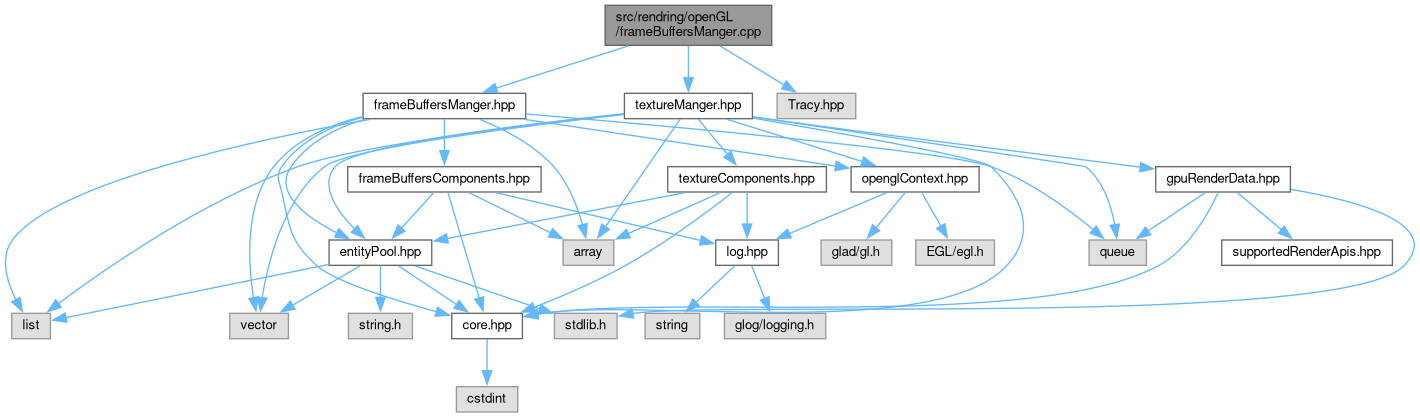 src/rendring/openGL
/frameBuffersManger.cpp
frameBuffersManger.hpp
textureManger.hpp
Tracy.hpp
frameBuffersComponents.hpp
textureComponents.hpp
openglContext.hpp
gpuRenderData.hpp
entityPool.hpp
array
log.hpp
glad/gl.h
EGL/egl.h
queue
supportedRenderApis.hpp
list
vector
string.h
core.hpp
stdlib.h
string
glog/logging.h
cstdint